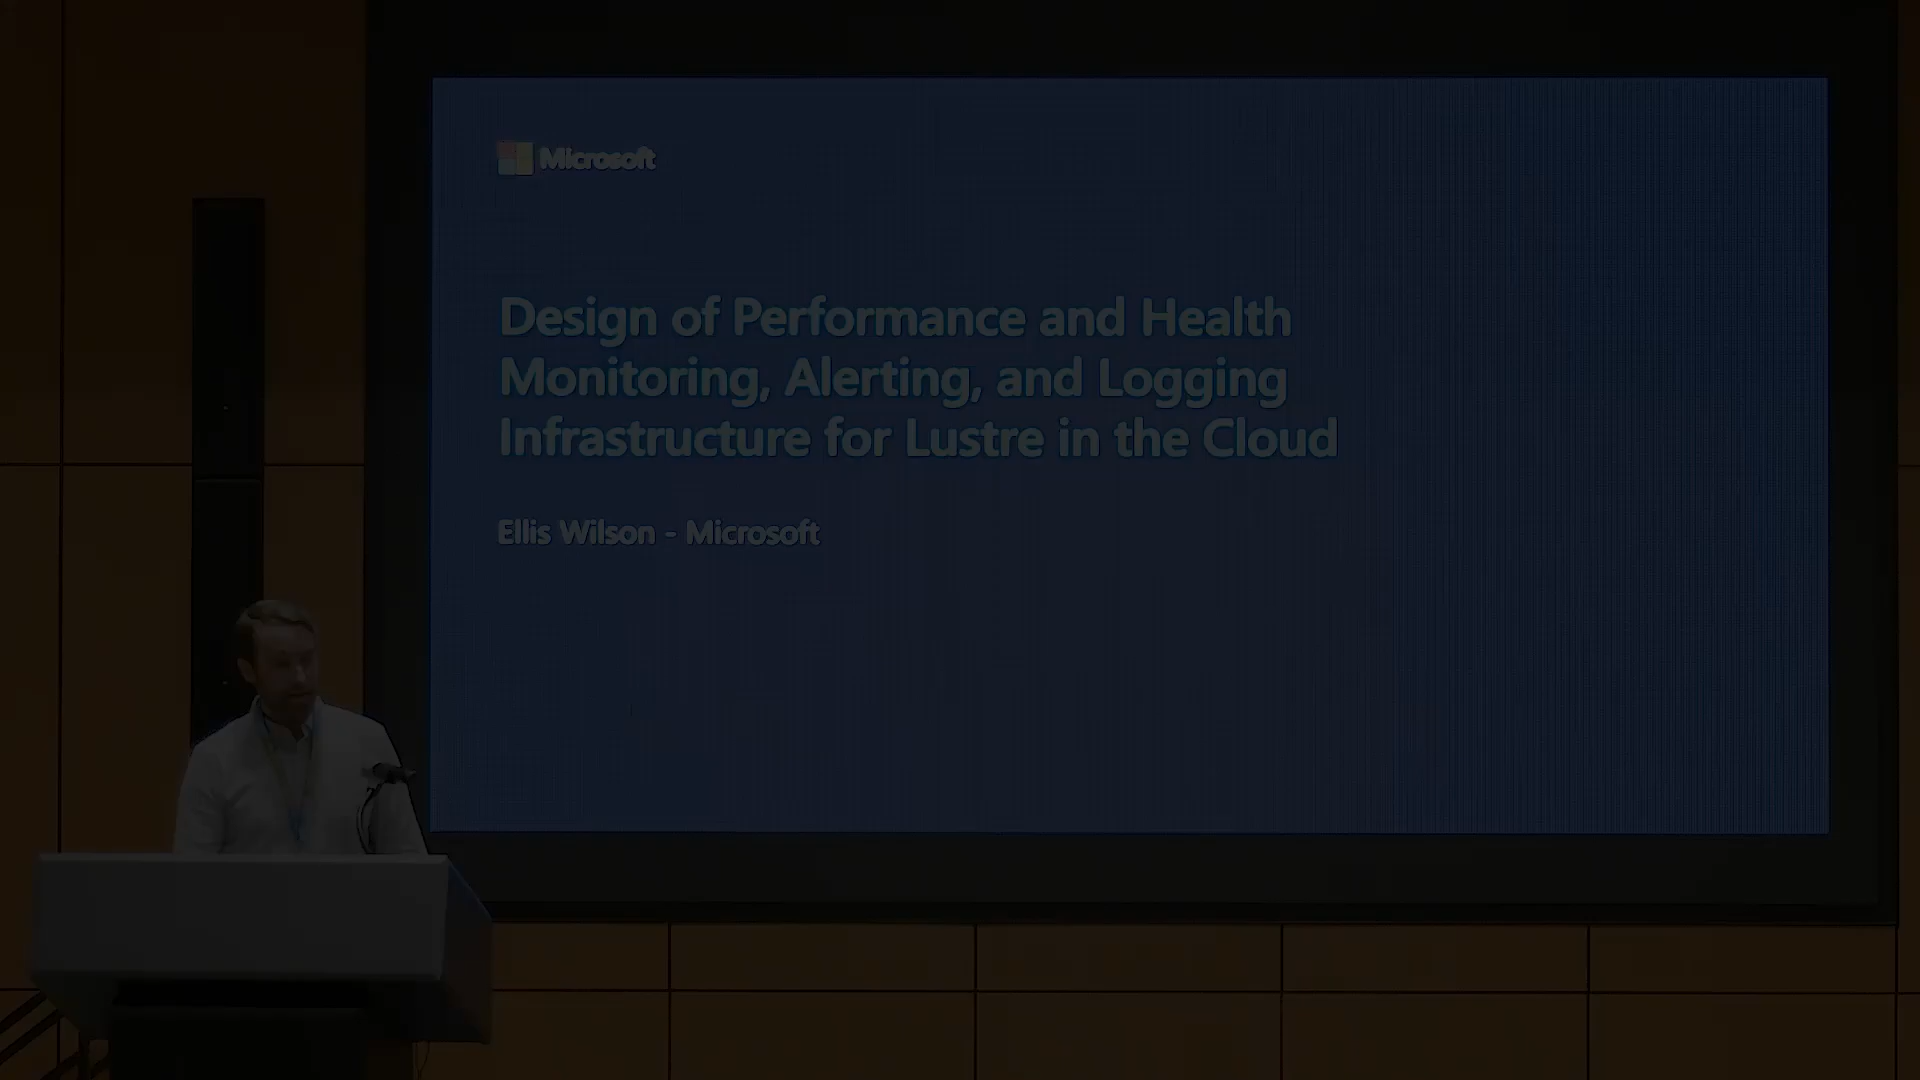 Microsoft
Design of Performance and Health
Monitoring, Alerting, and Logging
Infrastructure for Lustre in the Cloud
Ellis Wilson - Microsoft